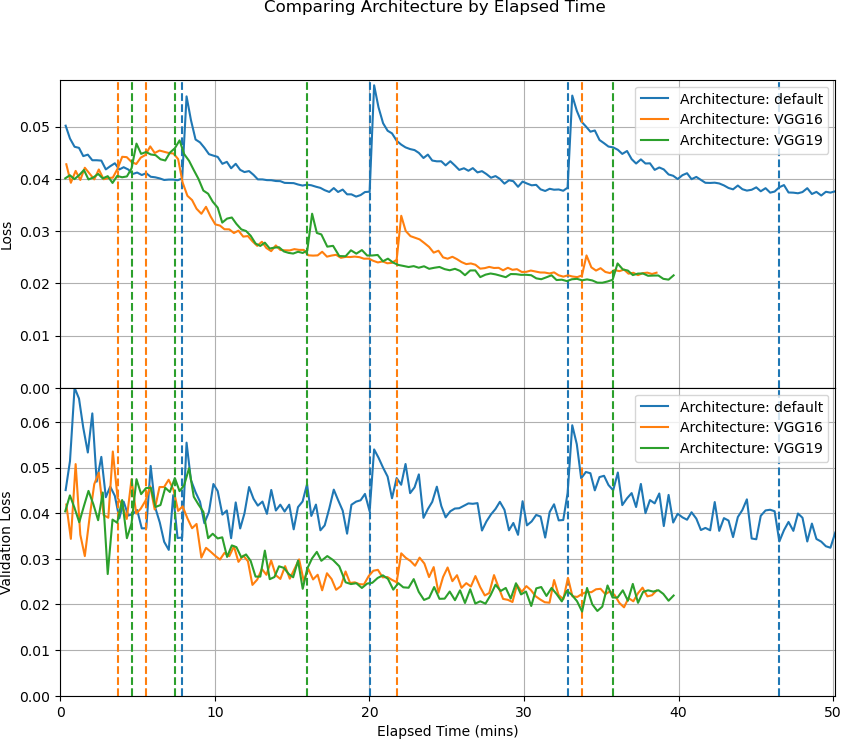 Comparing Architecture by Elapsed Time
Architecture: default
Architecture: VGG16
Architecture: VGG19
0.05
0.04
0.03
0.02
0.01
0.00
Loss
Architecture: default
Architecture: VGG16
Architecture: VGG19
0.06
0.05
0.04
0.03
0.02
0.01
0.00
Validation Loss
0 10 20 30 40 50
Elapsed Time (mins)